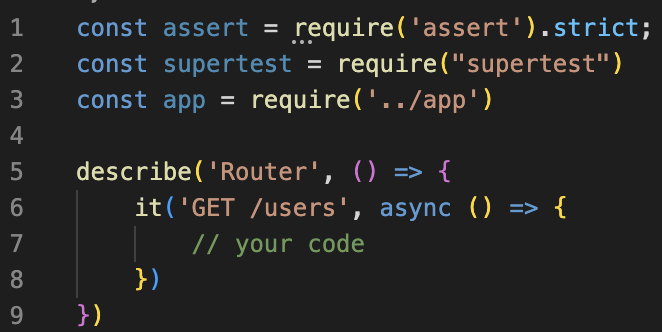 1 const assert = require('assert').strict;
2 const supertest = require("supertest")
3 const app = require('../app')
4
5 describe('Router', () => {
6 it('GET /users', async () => {
7 // your code
8 })
9 })